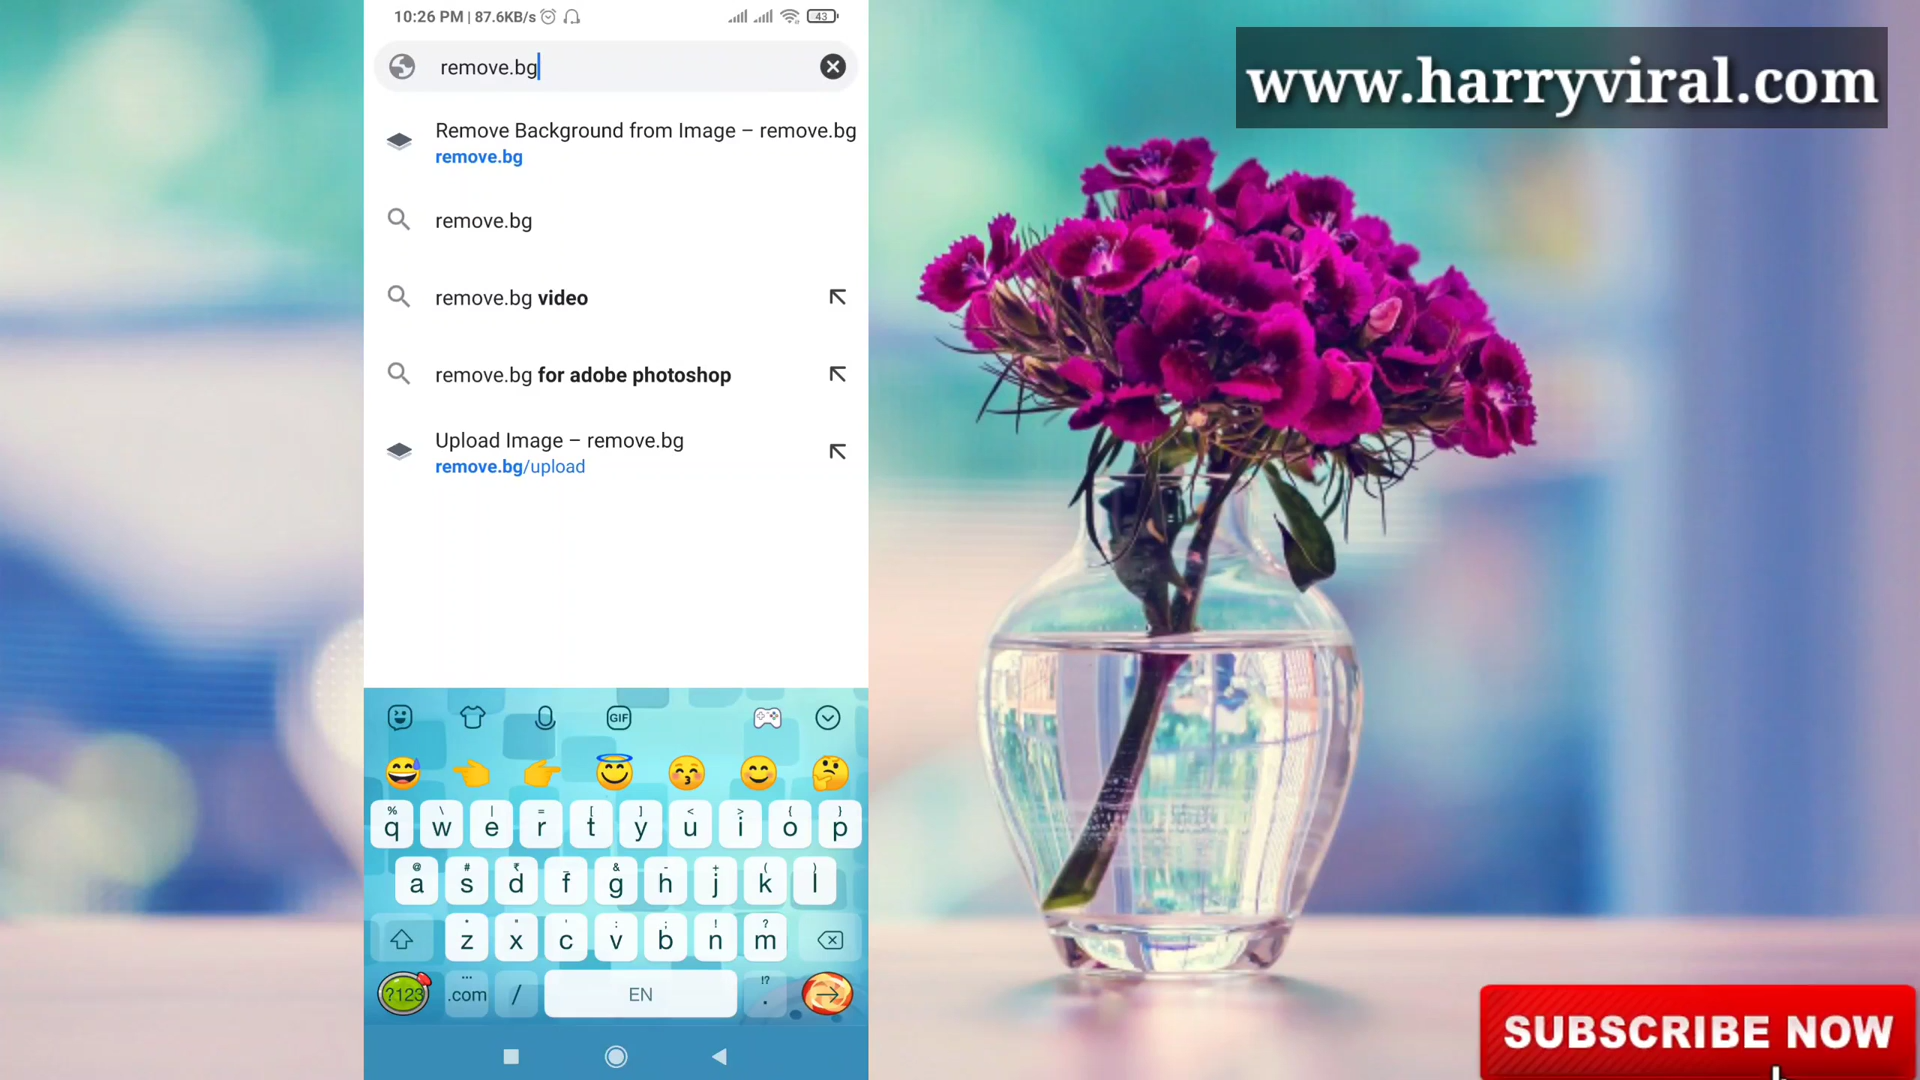 10:26 PM | 87.6KB/s
43
remove.bg
Remove Background from Image – remove.bg
remove.bg
remove.bg
remove.bg video
remove.bg for adobe photoshop
Upload Image – remove.bg
remove.bg/upload
GIF
% \ | = [ ] < > { }
q w e r t y u i o p
@ # ₹ & - + ( )
a s d f g h j k l
z x c v b n m
?123 .com / EN .
www.harryviral.com
SUBSCRIBE NOW